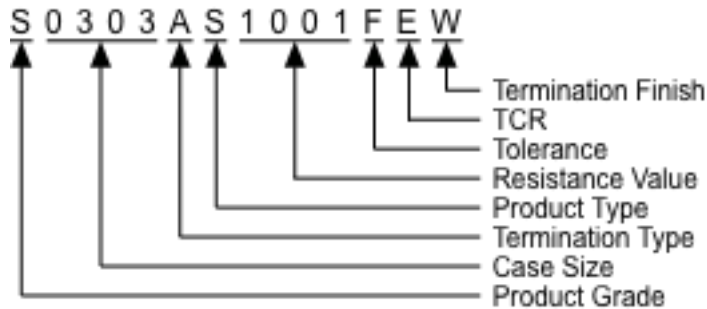 S 0 3 0 3 A S 1 0 0 1 F E W
Termination Finish
TCR
Tolerance
Resistance Value
Product Type
Termination Type
Case Size
Product Grade